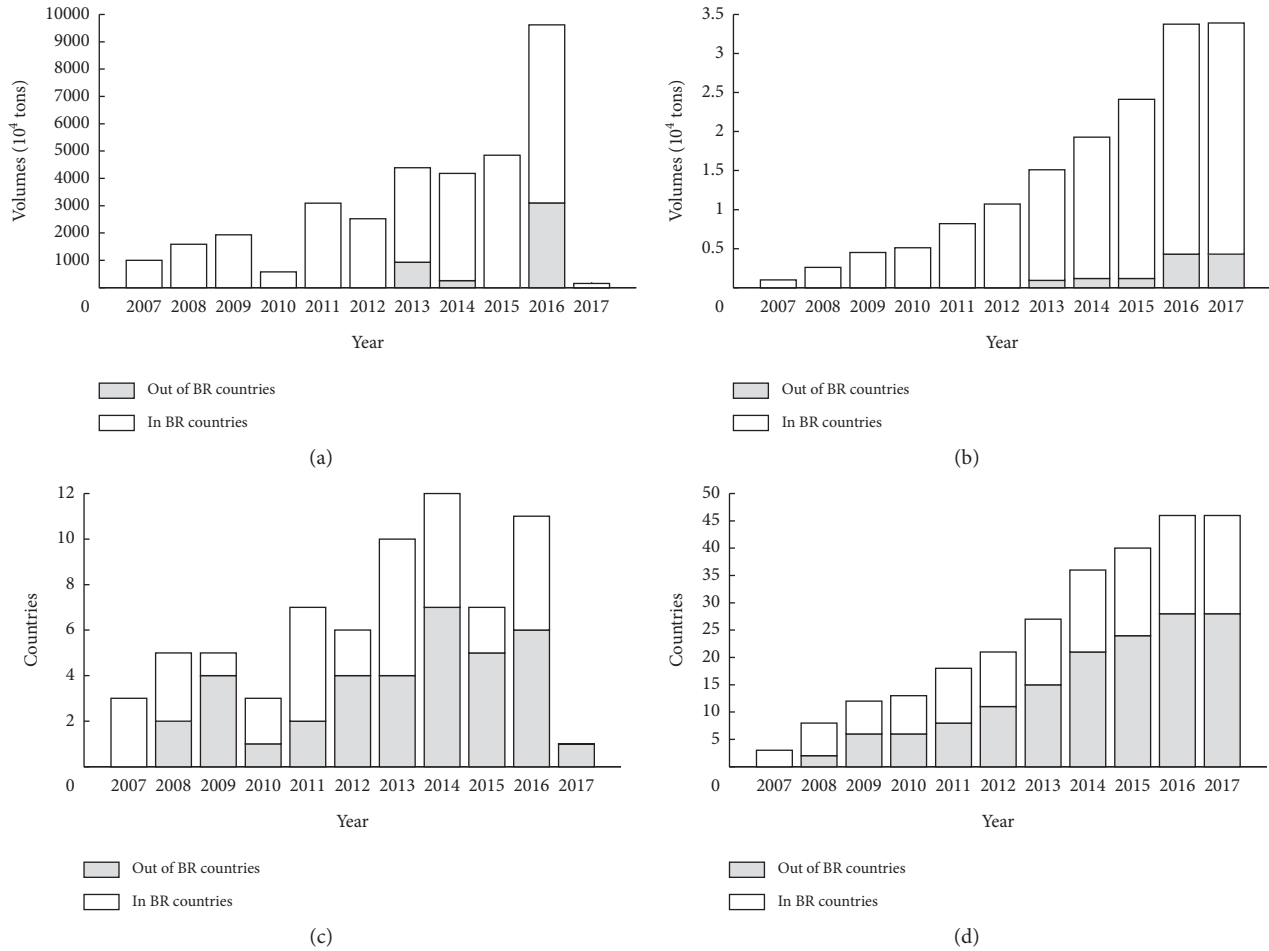 10000
9000
8000
7000
6000
5000
4000
3000
2000
1000
0
Volumes (10⁴ tons)
2007 2008 2009 2010 2011 2012 2013 2014 2015 2016 2017
Year
Out of BR countries
In BR countries
(a)
3.5
3
2.5
2
1.5
1
0.5
0
Volumes (10⁴ tons)
2007 2008 2009 2010 2011 2012 2013 2014 2015 2016 2017
Year
Out of BR countries
In BR countries
(b)
12
10
8
6
4
2
0
Countries
2007 2008 2009 2010 2011 2012 2013 2014 2015 2016 2017
Year
Out of BR countries
In BR countries
(c)
50
45
40
35
30
25
20
15
10
5
0
Countries
2007 2008 2009 2010 2011 2012 2013 2014 2015 2016 2017
Year
Out of BR countries
In BR countries
(d)